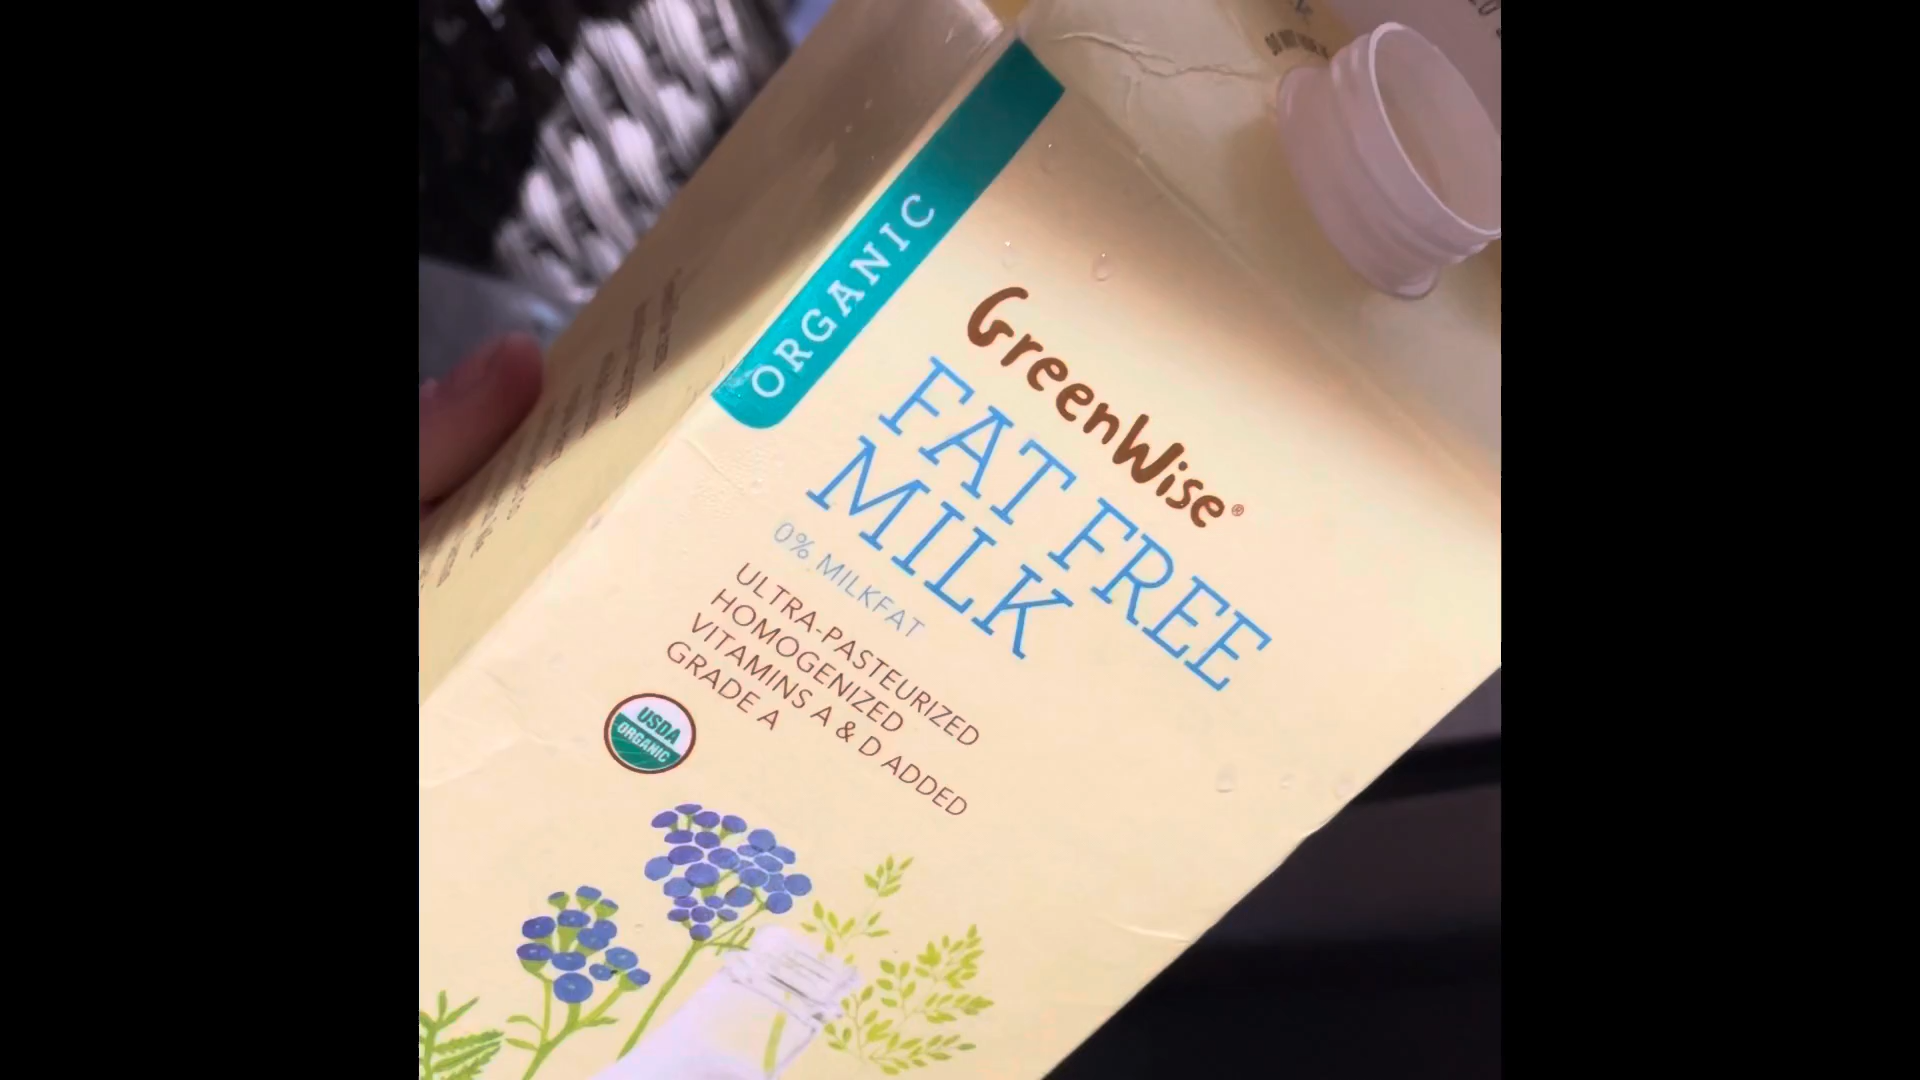 ORGANIC
GreenWise®
FAT FREE
MILK
0% MILKFAT
ULTRA-PASTEURIZED
HOMOGENIZED
VITAMINS A & D ADDED
GRADE A
USDA
ORGANIC